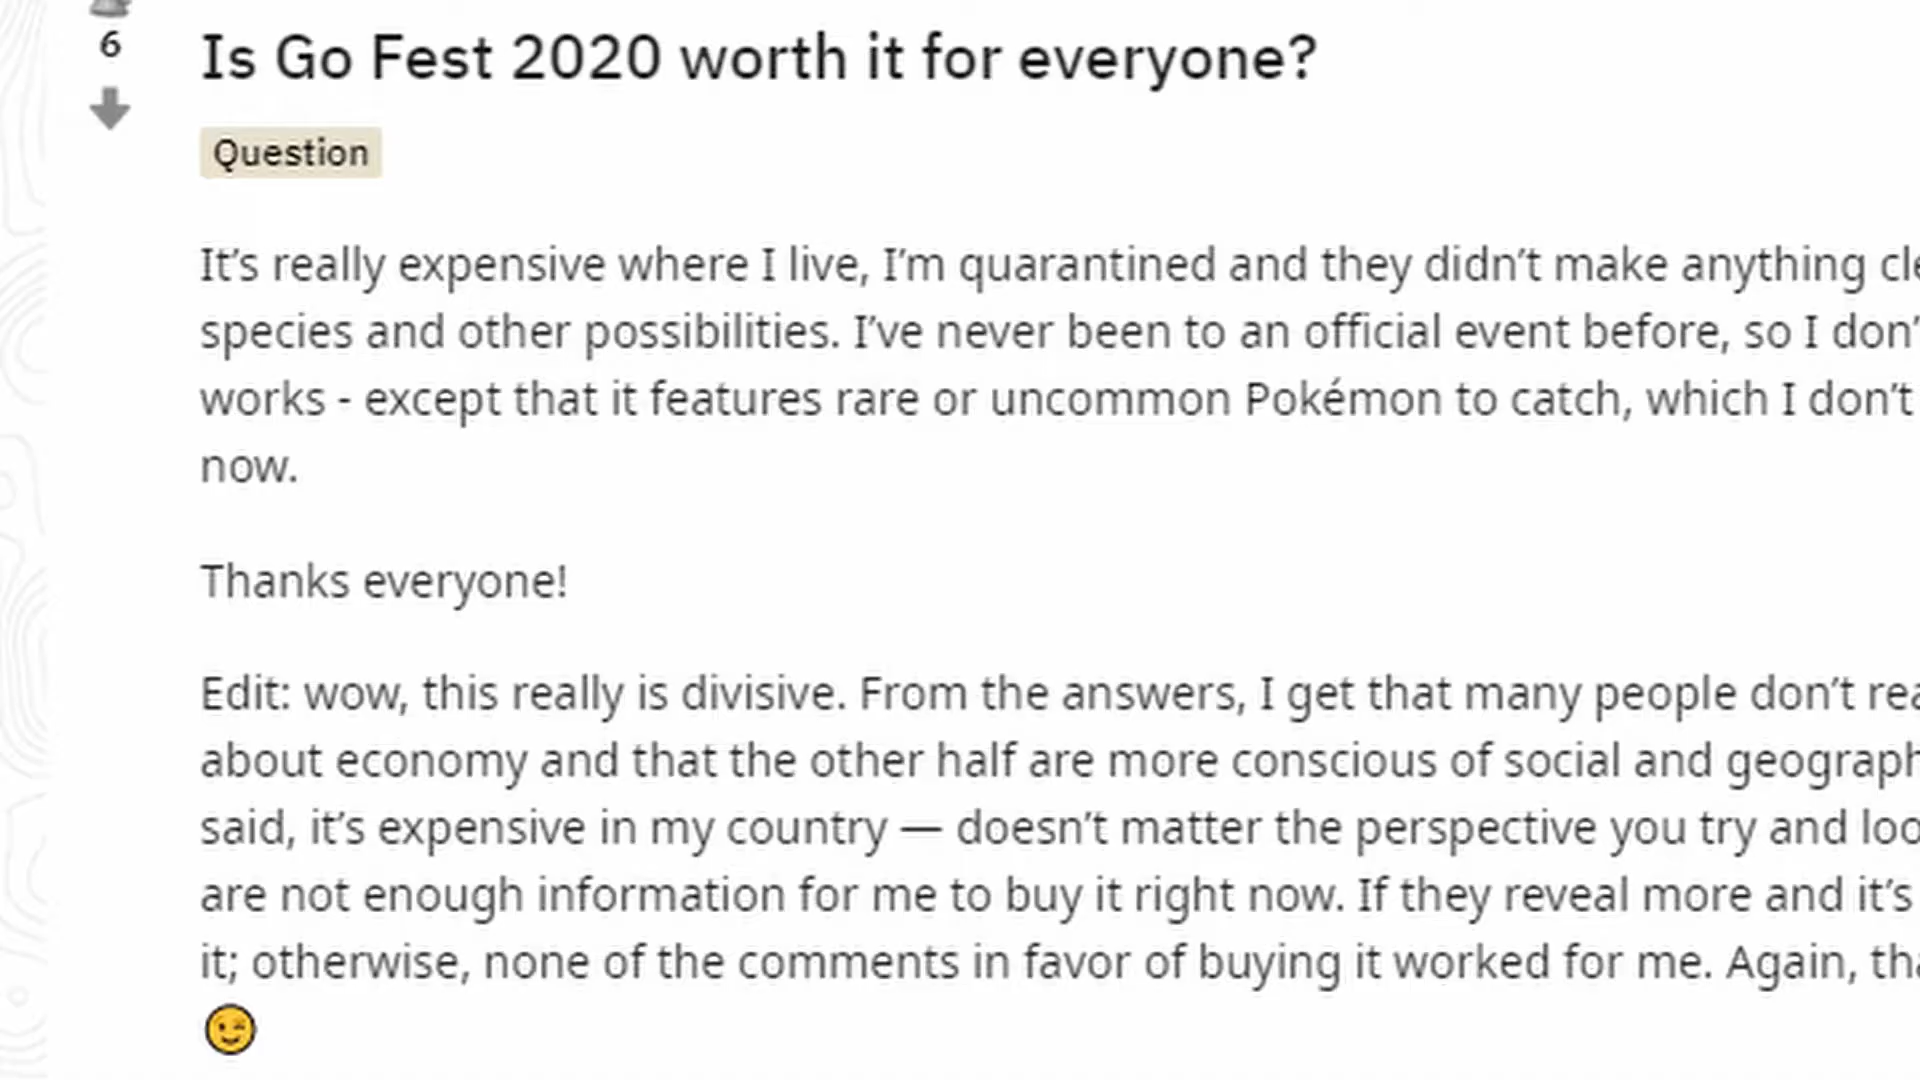 6
Is Go Fest 2020 worth it for everyone?
Question
It’s really expensive where I live, I’m quarantined and they didn’t make anything
species and other possibilities. I’ve never been to an official event before, so I don’
works - except that it features rare or uncommon Pokémon to catch, which I don’t
now.
Thanks everyone!
Edit: wow, this really is divisive. From the answers, I get that many people don’t
about economy and that the other half are more conscious of social and
said, it’s expensive in my country — doesn’t matter the perspective you try and
are not enough information for me to buy it right now. If they reveal more and it’s
it; otherwise, none of the comments in favor of buying it worked for me. Again,
😉